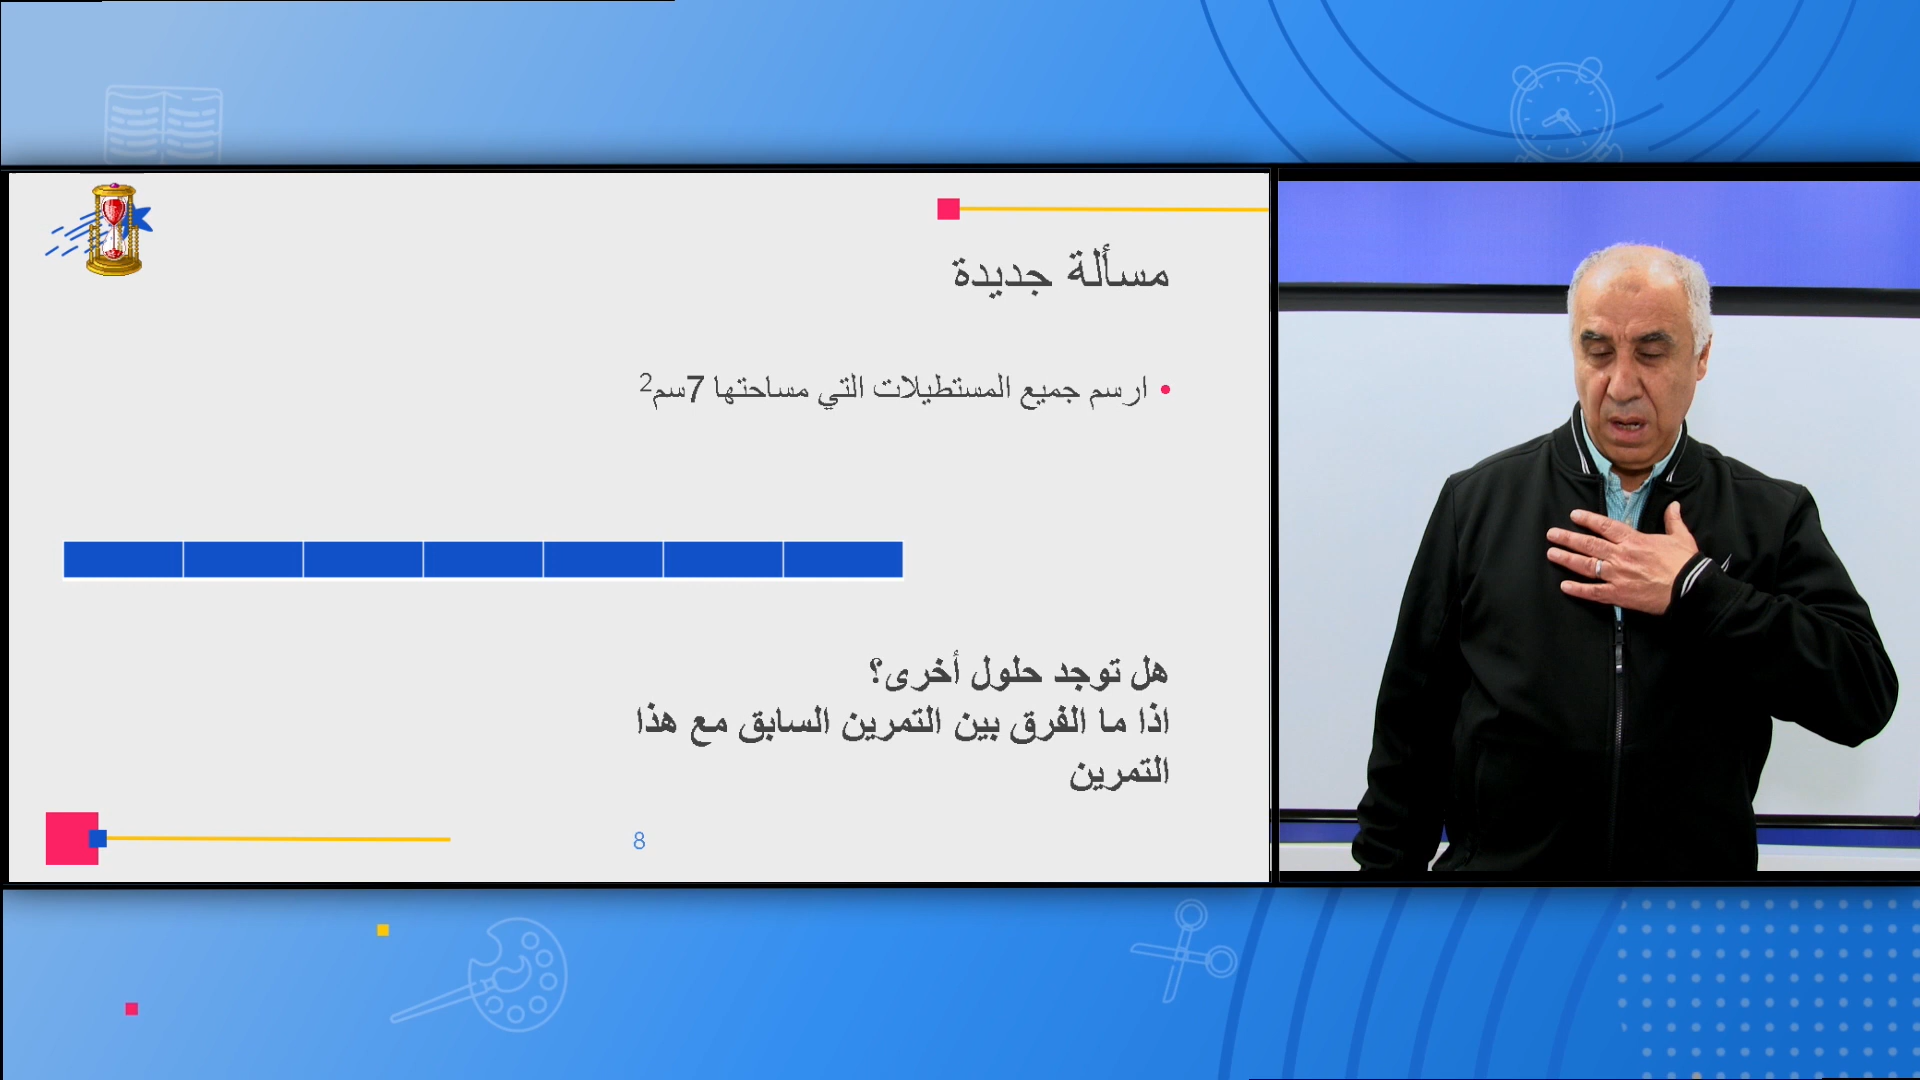 مسألة جديدة
• ارسم جميع المستطيلات التي مساحتها 7سم²
هل توجد حلول أخرى؟
اذا ما الفرق بين التمرين السابق مع هذا
التمرين
8